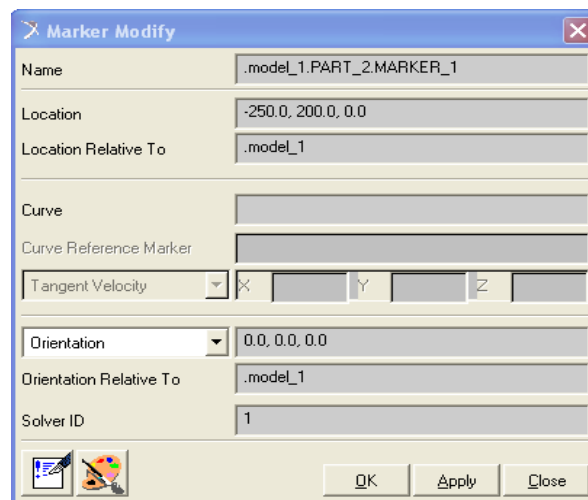 Marker Modify
Name .model_1.PART_2.MARKER_1
Location -250.0, 200.0, 0.0
Location Relative To .model_1
Curve
Curve Reference Marker
Tangent Velocity X Y Z
Orientation 0.0, 0.0, 0.0
Orientation Relative To .model_1
Solver ID 1
OK Apply Close